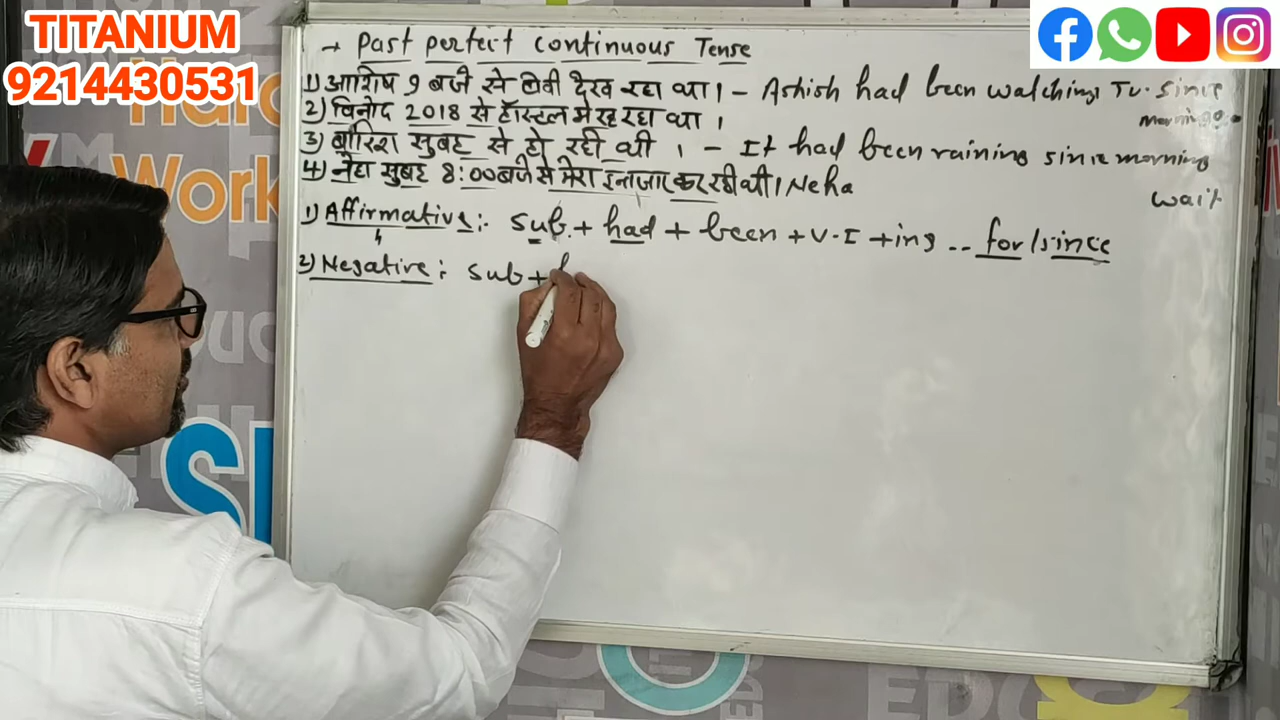 TITANIUM
9214430531
→ Past perfect continuous Tense
1) आशिष 9 बजे से टीवी देख रहा था। – Ashish had been watching Tv. since
morning.
2) विनोद 2018 से हॉस्टल मे रह रहा था ।
3) बारिश सुबह से हो रही थी । – It had been raining since morning
4) नेहा सुबह 8:00 बजे से मेरा इन्तजार कर रही थी। Neha
wait
1) Affirmative :- sub. + had + been + V-I + ing -- for/since
2) Negative : sub +
Work